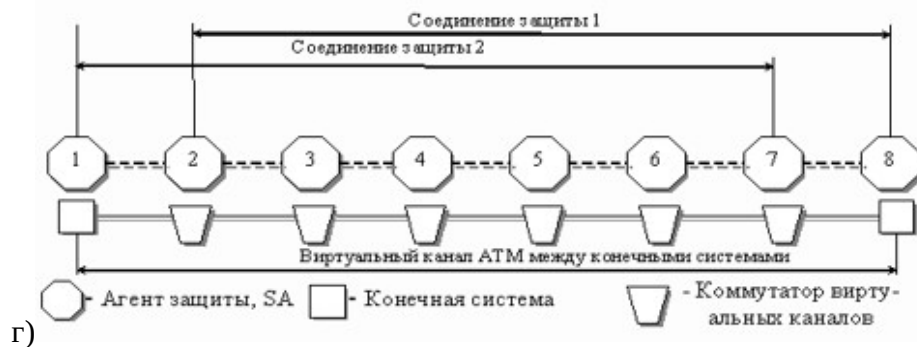 Соединение защиты 1
Соединение защиты 2
1 2 3 4 5 6 7 8
Виртуальный канал ATM между конечными системами
- Агент защиты, SA - Конечная система - Коммутатор вирту-
альных каналов
г)